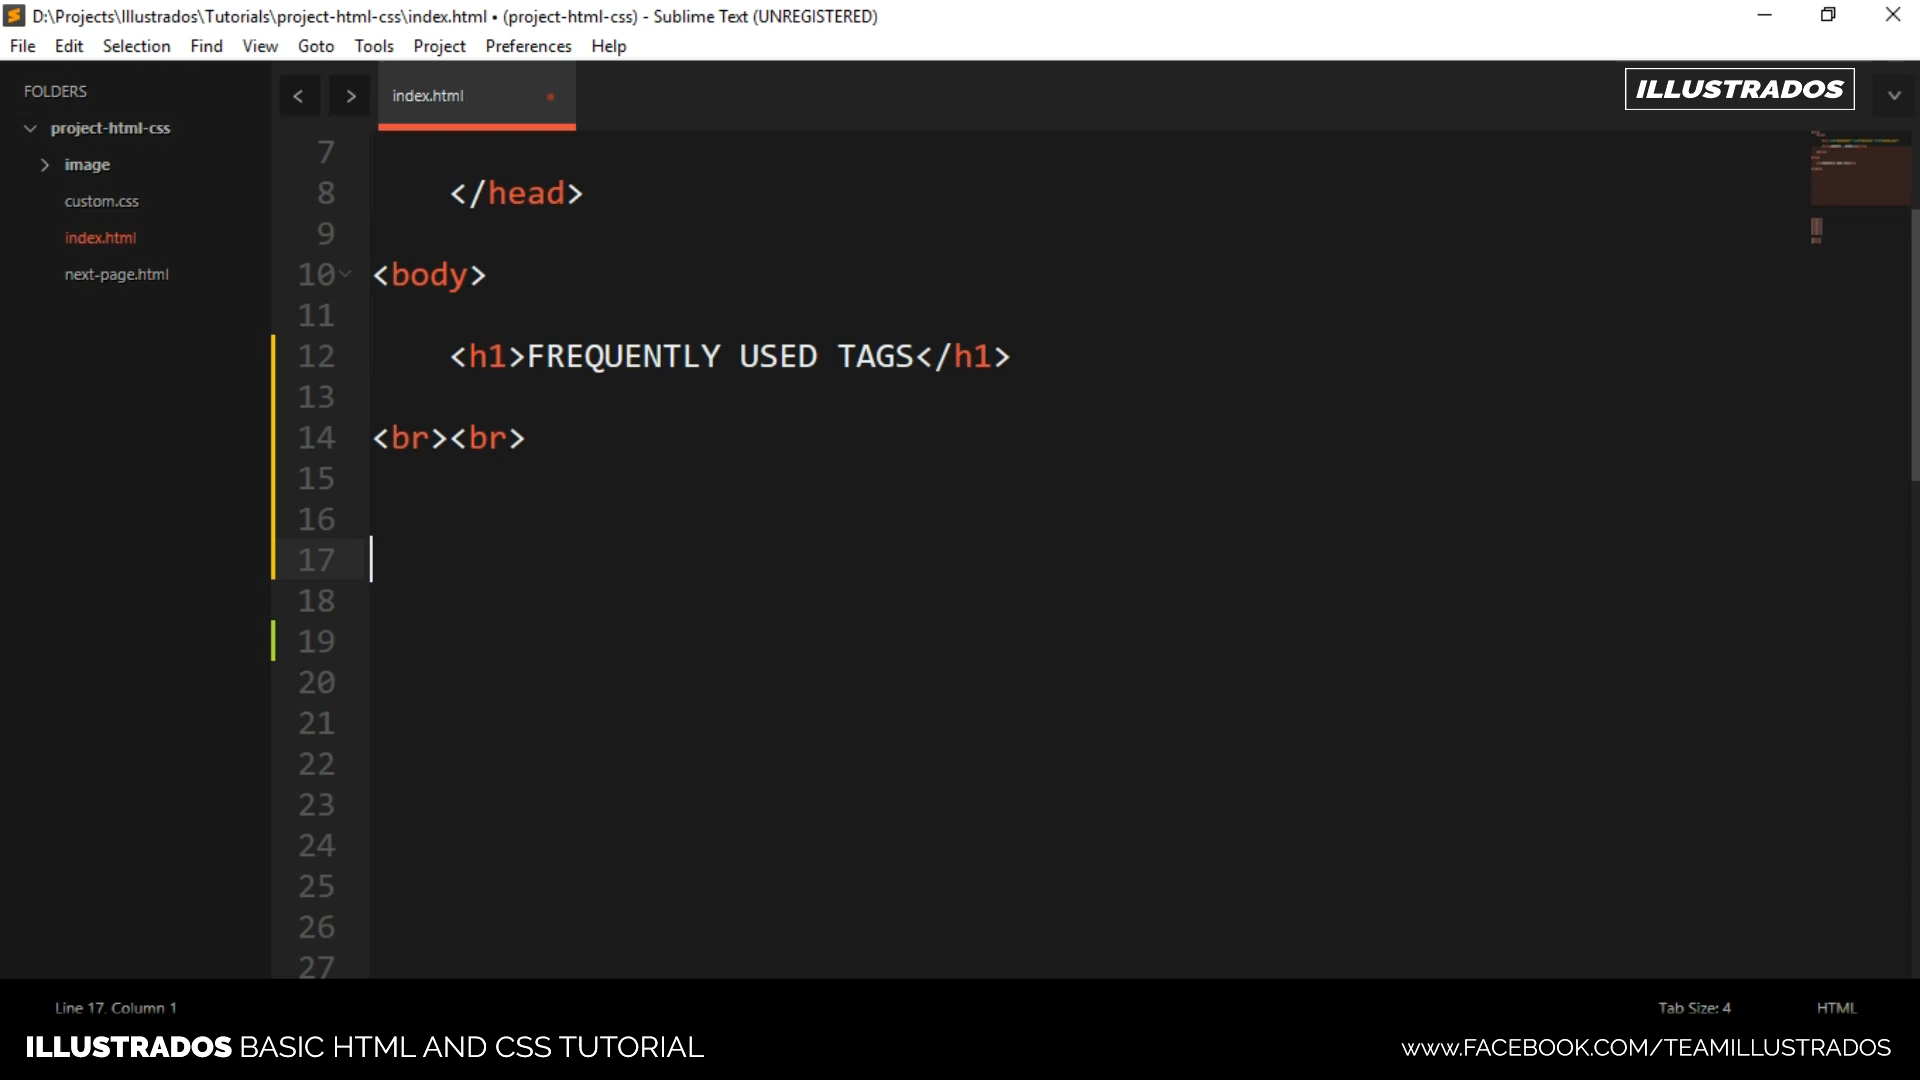 D:\Projects\Illustrados\Tutorials\project-html-css\index.html • (project-html-css) - Sublime Text (UNREGISTERED)
File Edit Selection Find View Goto Tools Project Preferences Help
FOLDERS
project-html-css
image
custom.css
index.html
next-page.html
index.html
ILLUSTRADOS
7
8 </head>
9
10 <body>
11
12 <h1>FREQUENTLY USED TAGS</h1>
13
14 <br><br>
15
16
17
18
19
20
21
22
23
24
25
26
27
Line 17, Column 1
Tab Size: 4
HTML
ILLUSTRADOS BASIC HTML AND CSS TUTORIAL
WWW.FACEBOOK.COM/TEAMILLUSTRADOS